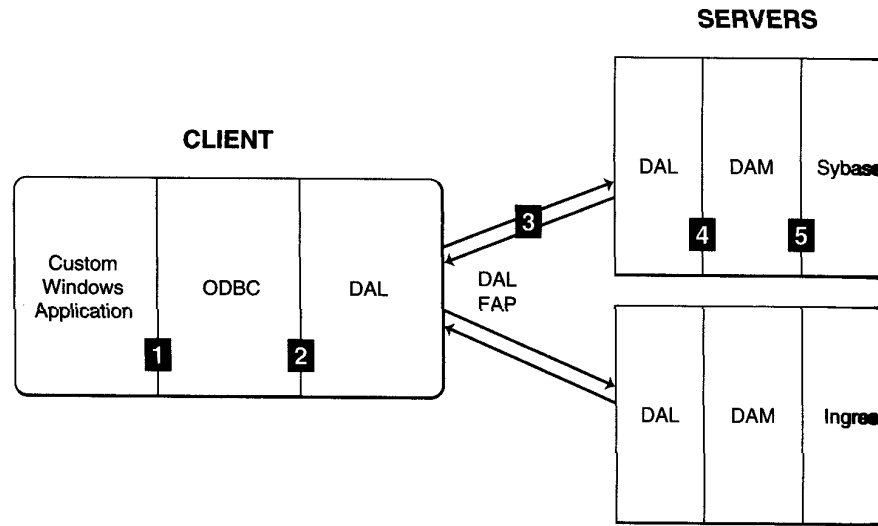 SERVERS
CLIENT
Custom
Windows
Application
ODBC
DAL
1
2
3
DAL
FAP
DAL
DAM
Sybase
4
5
DAL
DAM
Ingres